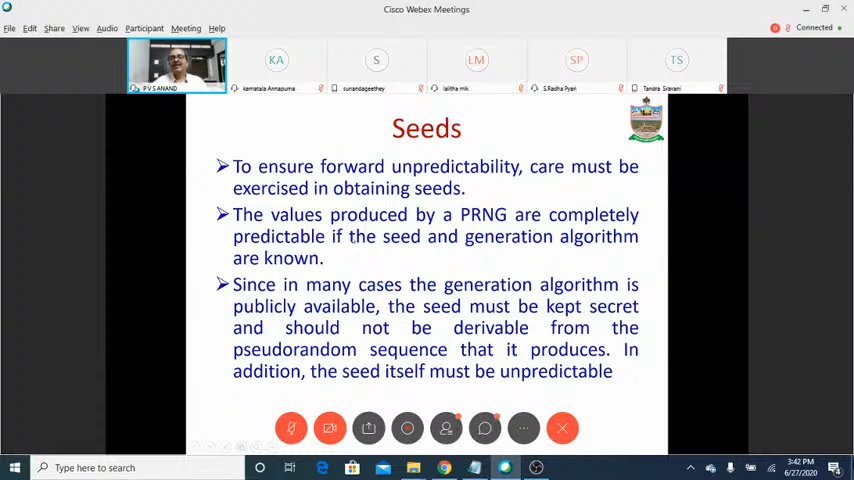 Cisco Webex Meetings
File Edit Share View Audio Participant Meeting Help
Connected
KA
S
LM
SP
TS
P V S ANAND
kamatala Annapurna
sunandageethey
lalitha mlk
S.Radha Pyari
Tandra Sravani
Seeds
To ensure forward unpredictability, care must be
exercised in obtaining seeds.
The values produced by a PRNG are completely
predictable if the seed and generation algorithm
are known.
Since in many cases the generation algorithm is
publicly available, the seed must be kept secret
and should not be derivable from the
pseudorandom sequence that it produces. In
addition, the seed itself must be unpredictable
Type here to search
3:42 PM
6/27/2020
4